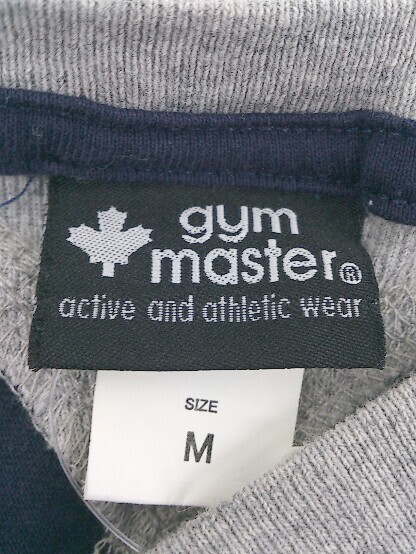 gym
master®
active and athletic wear
SIZE
M